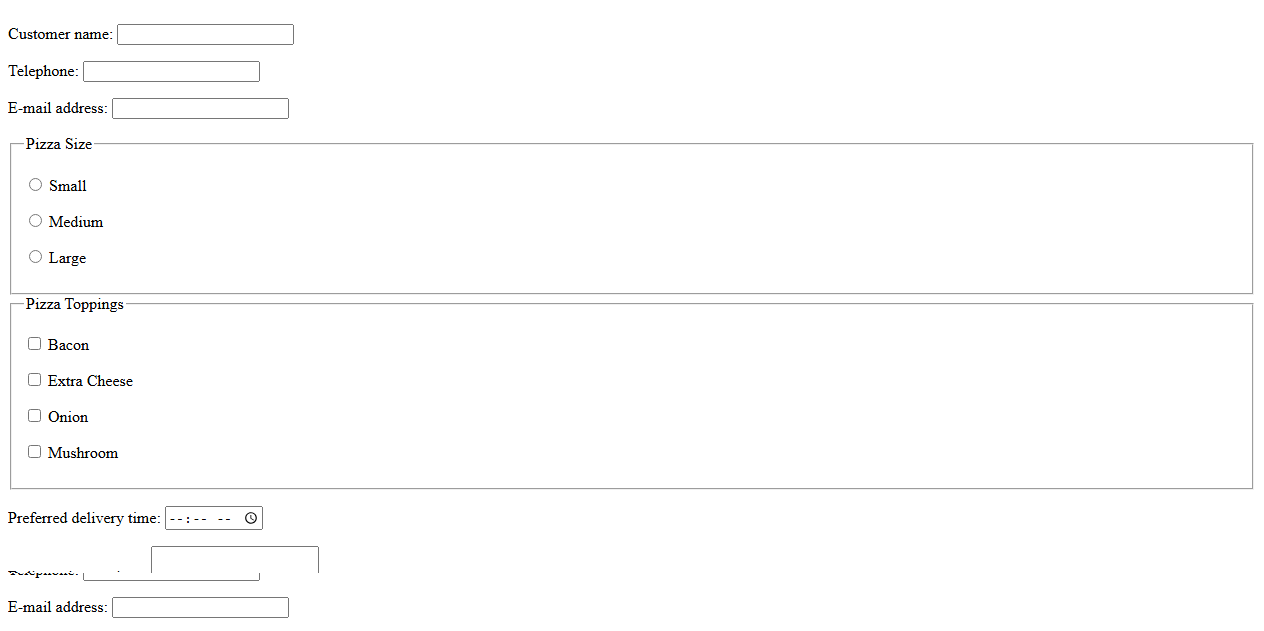 Customer name:
Telephone:
E-mail address:
Pizza Size
Small
Medium
Large
Pizza Toppings
Bacon
Extra Cheese
Onion
Mushroom
Preferred delivery time: --:-- --
E-mail address: